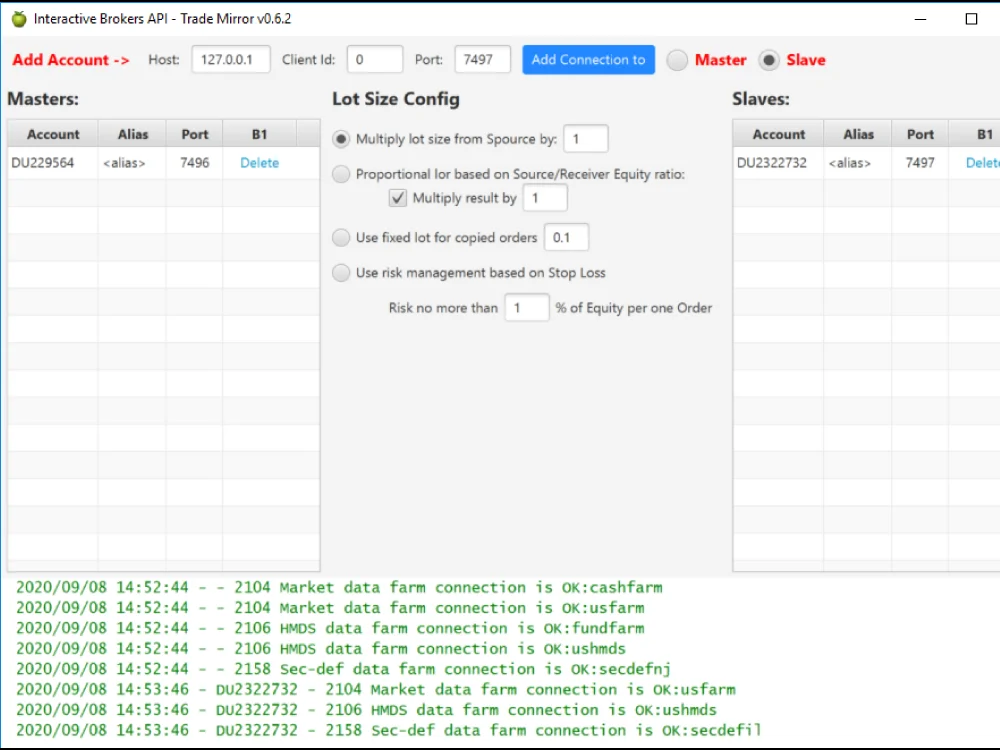 Interactive Brokers API - Trade Mirror v0.6.2
Add Account -> Host: 127.0.0.1 Client Id: 0 Port: 7497 Add Connection to Master Slave
Masters:
Account Alias Port B1
DU229564 <alias> 7496 Delete
Lot Size Config
Multiply lot size from Spource by: 1
Proportional lor based on Source/Receiver Equity ratio:
Multiply result by 1
Use fixed lot for copied orders 0.1
Use risk management based on Stop Loss
Risk no more than 1 % of Equity per one Order
Slaves:
Account Alias Port B1
DU2322732 <alias> 7497 Delete
2020/09/08 14:52:44 - - 2104 Market data farm connection is OK:cashfarm
2020/09/08 14:52:44 - - 2104 Market data farm connection is OK:usfarm
2020/09/08 14:52:44 - - 2106 HMDS data farm connection is OK:fundfarm
2020/09/08 14:52:44 - - 2106 HMDS data farm connection is OK:ushmds
2020/09/08 14:52:44 - - 2158 Sec-def data farm connection is OK:secdefnj
2020/09/08 14:53:46 - DU2322732 - 2104 Market data farm connection is OK:usfarm
2020/09/08 14:53:46 - DU2322732 - 2106 HMDS data farm connection is OK:ushmds
2020/09/08 14:53:46 - DU2322732 - 2158 Sec-def data farm connection is OK:secdefil